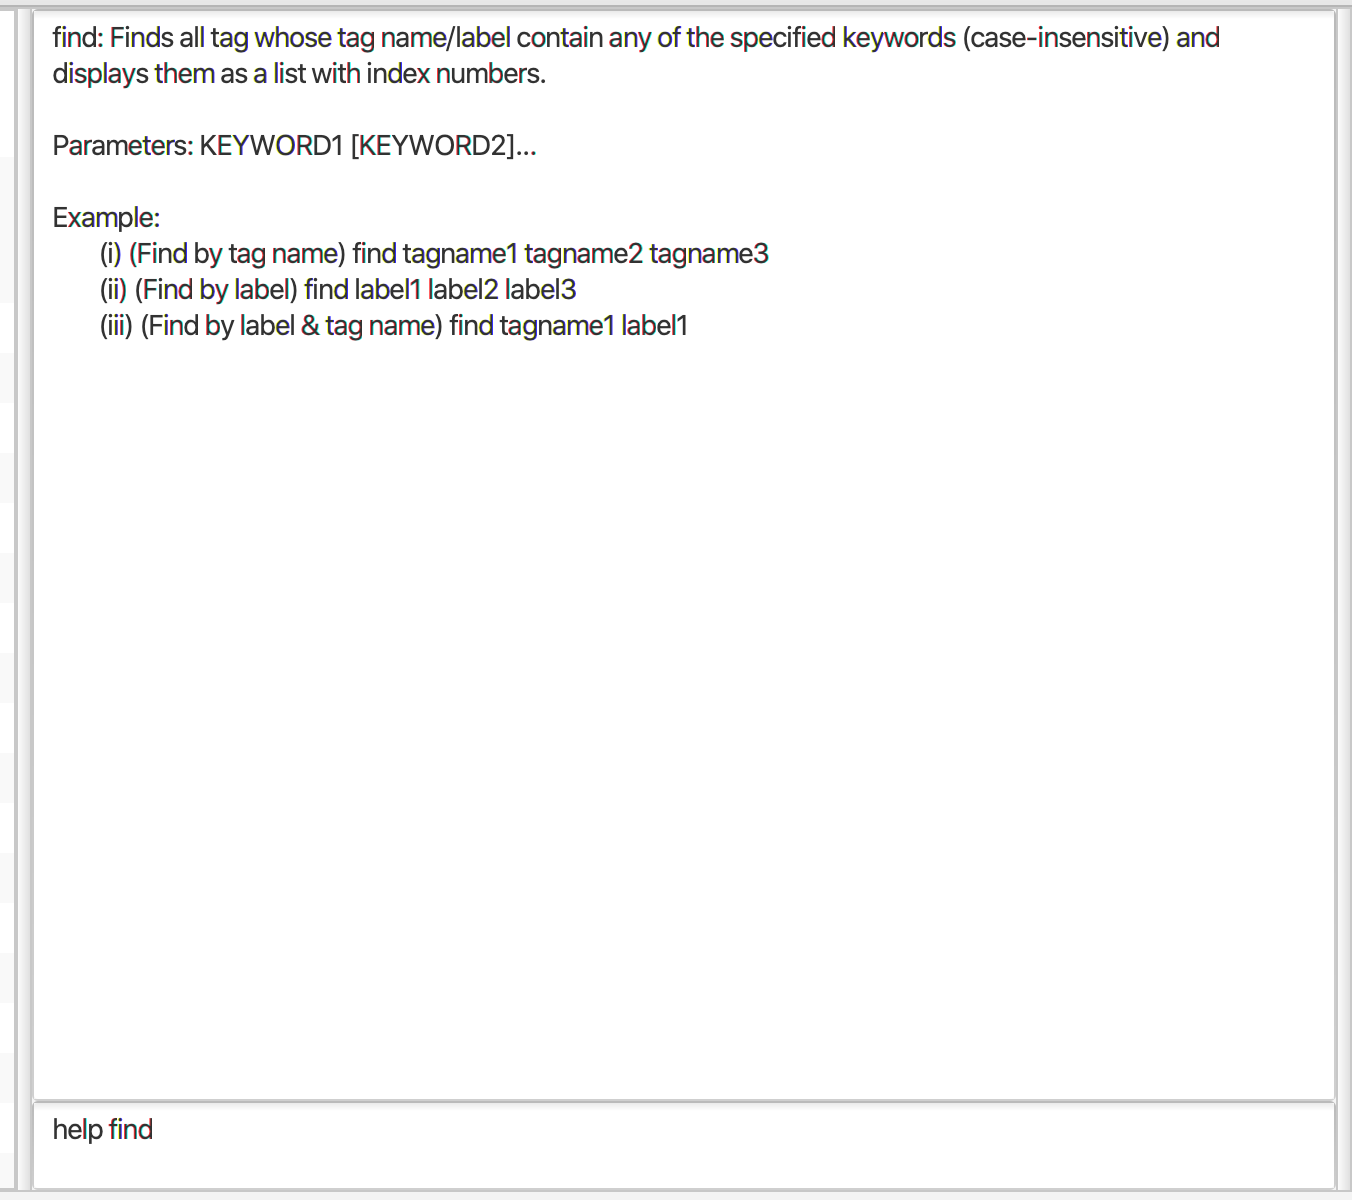 find: Finds all tag whose tag name/label contain any of the specified keywords (case-insensitive) and
displays them as a list with index numbers.
Parameters: KEYWORD1 [KEYWORD2]...
Example:
(i) (Find by tag name) find tagname1 tagname2 tagname3
(ii) (Find by label) find label1 label2 label3
(iii) (Find by label & tag name) find tagname1 label1
help find